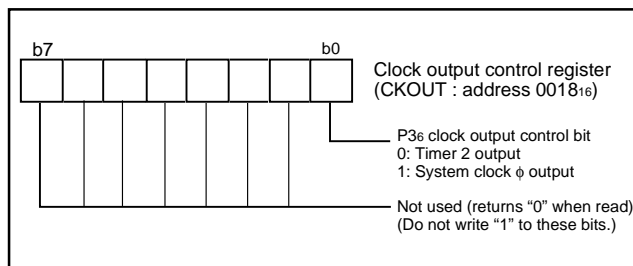 b7 b0
Clock output control register
(CKOUT : address 0018₁₆)
P3₆ clock output control bit
0: Timer 2 output
1: System clock ϕ output
Not used (returns “0” when read)
(Do not write “1” to these bits.)